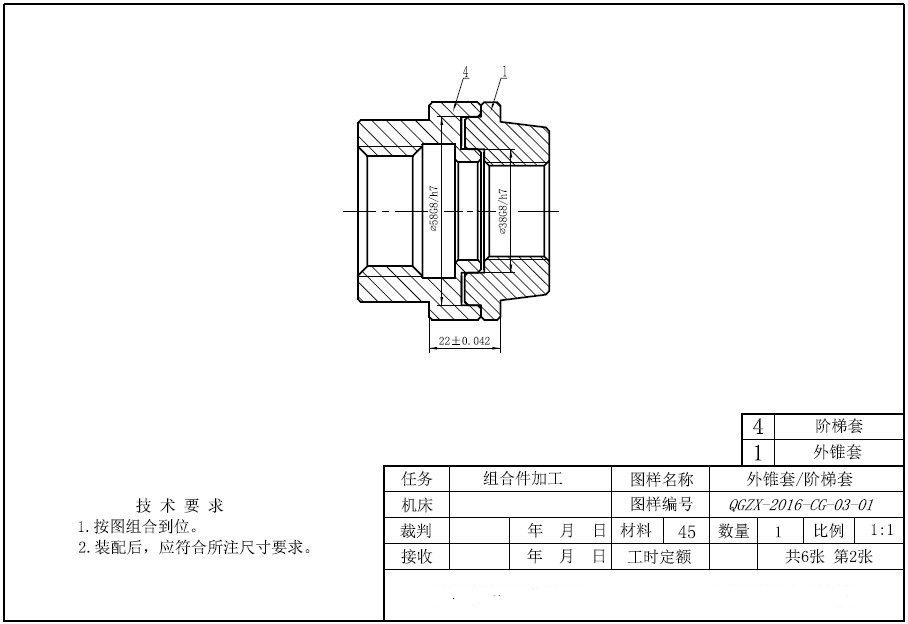 4 1
⌀58G8/h7
⌀38G8/h7
22±0.042
4 阶梯套
1 外锥套
任务 组合件加工 图样名称 外锥套/阶梯套
机床 图样编号 QGZX-2016-CG-03-01
裁判 年 月 日 材料 45 数量 1 比例 1:1
接收 年 月 日 工时定额 共6张 第2张
技术要求
1.按图组合到位。
2.装配后，应符合所注尺寸要求。